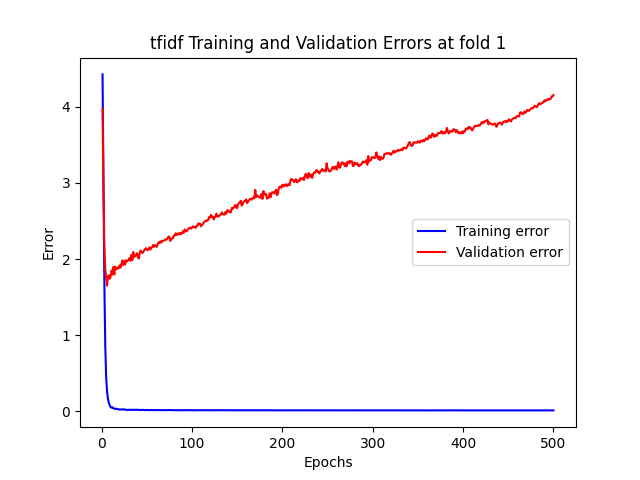 tfidf Training and Validation Errors at fold 1
Error
4
3
2
1
0
Training error
Validation error
0 100 200 300 400 500
Epochs